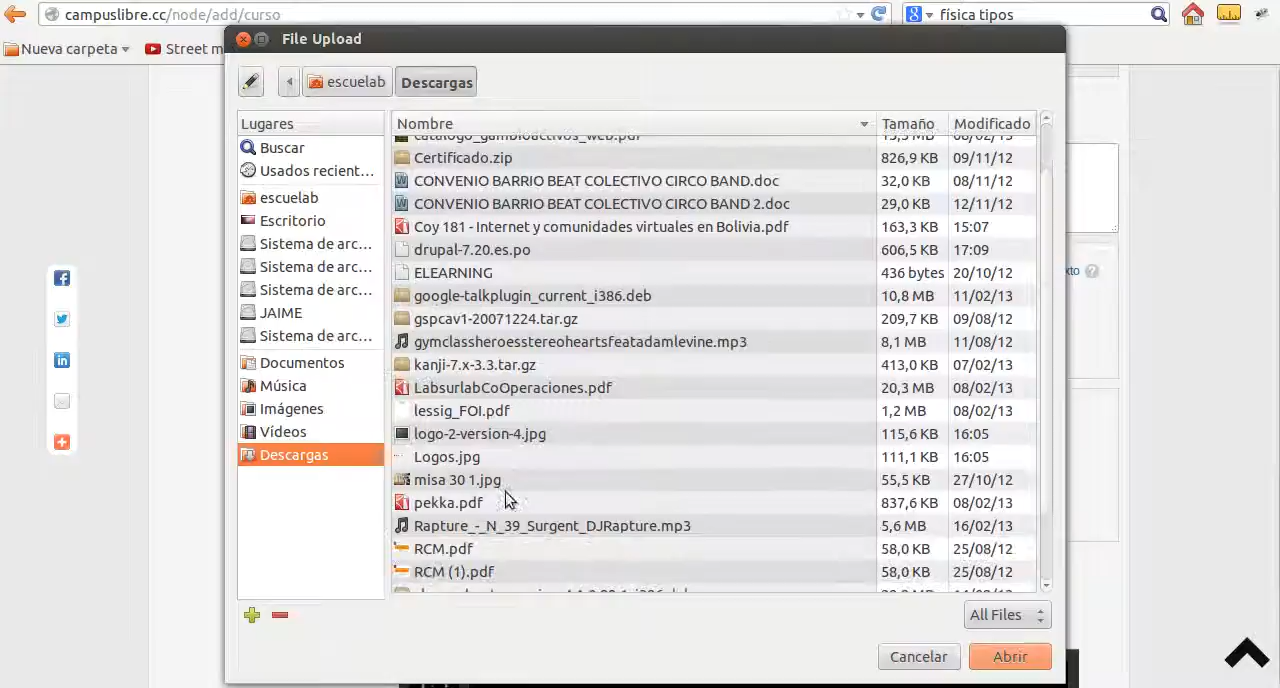 campuslibre.cc/node/add/curso
física tipos
Nueva carpeta
Street m
File Upload
escuelab
Descargas
Lugares
Buscar
Usados recient...
escuelab
Escritorio
Sistema de arc...
Sistema de arc...
Sistema de arc...
JAIME
Sistema de arc...
Documentos
Música
Imágenes
Vídeos
Descargas
Nombre Tamaño Modificado
catalogo_gambioactivos_web.pdf 13,3 MB 08/02/13
Certificado.zip 826,9 KB 09/11/12
CONVENIO BARRIO BEAT COLECTIVO CIRCO BAND.doc 32,0 KB 08/11/12
CONVENIO BARRIO BEAT COLECTIVO CIRCO BAND 2.doc 29,0 KB 12/11/12
Coy 181 - Internet y comunidades virtuales en Bolivia.pdf 163,3 KB 15:07
drupal-7.20.es.po 606,5 KB 17:09
ELEARNING 436 bytes 20/10/12
google-talkplugin_current_i386.deb 10,8 MB 11/02/13
gspcav1-20071224.tar.gz 209,7 KB 09/08/12
gymclassheroesstereoheartsfeatadamlevine.mp3 8,1 MB 11/08/12
kanji-7.x-3.3.tar.gz 413,0 KB 07/02/13
LabsurlabCoOperaciones.pdf 20,3 MB 08/02/13
lessig_FOI.pdf 1,2 MB 08/02/13
logo-2-version-4.jpg 115,6 KB 16:05
Logos.jpg 111,1 KB 16:05
misa 30 1.jpg 55,5 KB 27/10/12
pekka.pdf 837,6 KB 08/02/13
Rapture_-_N_39_Surgent_DJRapture.mp3 5,6 MB 16/02/13
RCM.pdf 58,0 KB 25/08/12
RCM (1).pdf 58,0 KB 25/08/12
xto
All Files
Cancelar
Abrir